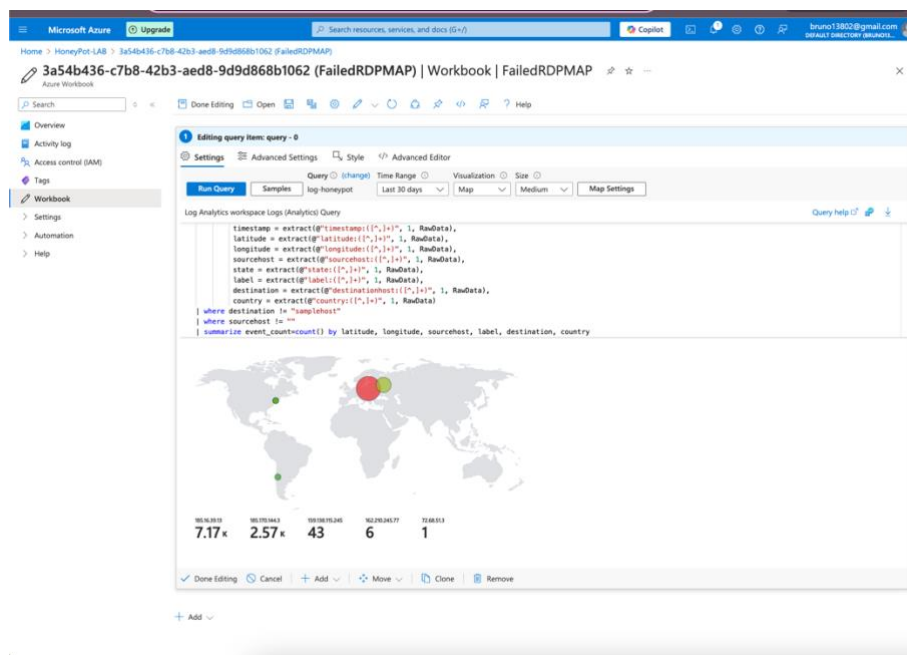 Microsoft Azure
Upgrade
Search resources, services, and docs (G+/)
Copilot
bruno13802@gmail.com
Home > HoneyPot-LAB > 3a54b436-c7b8-42b3-aed8-9d9d868b1062 (FailedRDPMAP)
3a54b436-c7b8-42b3-aed8-9d9d868b1062 (FailedRDPMAP) | Workbook | FailedRDPMAP
Azure Workbook
Search
Done Editing Open Help
Overview
Activity log
Access control (IAM)
Tags
Workbook
Settings
Automation
Help
1 Editing query item: query - 0
Settings Advanced Settings Style Advanced Editor
Query (change) Time Range Visualization Size
Run Query Samples log-honeypot Last 30 days Map Medium Map Settings
Log Analytics workspace Logs (Analytics) Query
Query help
timestamp = extract(@"timestamp:([^,]+)", 1, RawData),
latitude = extract(@"latitude:([^,]+)", 1, RawData),
longitude = extract(@"longitude:([^,]+)", 1, RawData),
sourcehost = extract(@"sourcehost:([^,]+)", 1, RawData),
state = extract(@"state:([^,]+)", 1, RawData),
label = extract(@"label:([^,]+)", 1, RawData),
destination = extract(@"destinationhost:([^,]+)", 1, RawData),
country = extract(@"country:([^,]+)", 1, RawData)
| where destination != "samplehost"
| where sourcehost != ""
| summarize event_count=count() by latitude, longitude, sourcehost, label, destination, country
7.17 K 2.57 K 43 6 1
Done Editing Cancel Add Move Clone Remove
Add